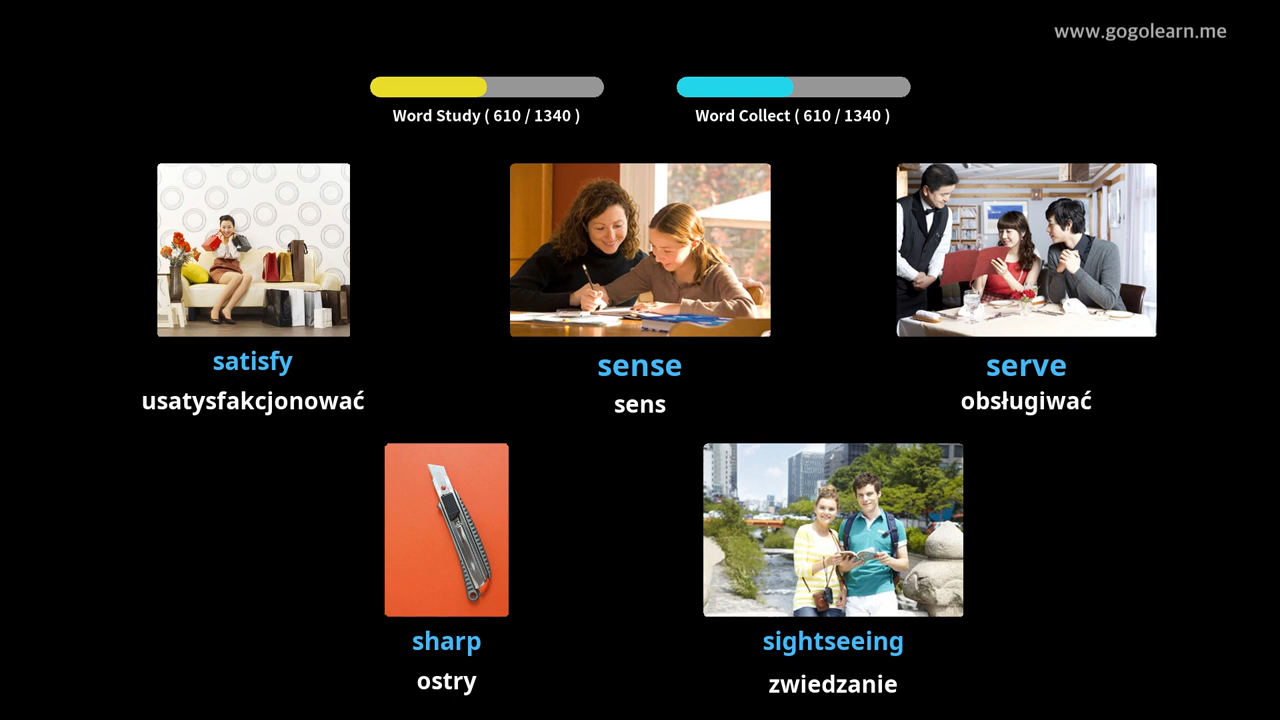 www.gogolearn.me
Word Study ( 610 / 1340 )
Word Collect ( 610 / 1340 )
satisfy
usatysfakcjonować
sense
sens
serve
obsługiwać
sharp
ostry
sightseeing
zwiedzanie